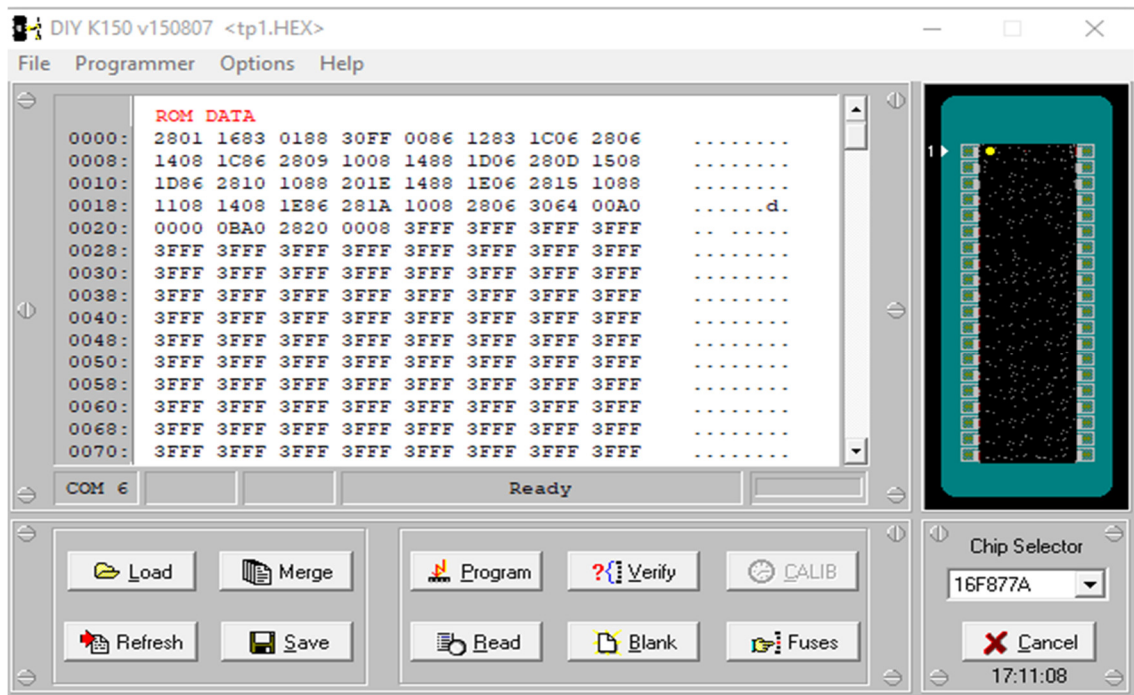 DIY K150 v150807 <tp1.HEX>
File Programmer Options Help
ROM DATA
0000: 2801 1683 0188 30FF 0086 1283 1C06 2806 ........
0008: 1408 1C86 2809 1008 1488 1D06 280D 1508 ........
0010: 1D86 2810 1088 201E 1488 1E06 2815 1088 ........
0018: 1108 1408 1E86 281A 1008 2806 3064 00A0 ......d.
0020: 0000 0BA0 2820 0008 3FFF 3FFF 3FFF 3FFF .. .....
0028: 3FFF 3FFF 3FFF 3FFF 3FFF 3FFF 3FFF 3FFF ........
0030: 3FFF 3FFF 3FFF 3FFF 3FFF 3FFF 3FFF 3FFF ........
0038: 3FFF 3FFF 3FFF 3FFF 3FFF 3FFF 3FFF 3FFF ........
0040: 3FFF 3FFF 3FFF 3FFF 3FFF 3FFF 3FFF 3FFF ........
0048: 3FFF 3FFF 3FFF 3FFF 3FFF 3FFF 3FFF 3FFF ........
0050: 3FFF 3FFF 3FFF 3FFF 3FFF 3FFF 3FFF 3FFF ........
0058: 3FFF 3FFF 3FFF 3FFF 3FFF 3FFF 3FFF 3FFF ........
0060: 3FFF 3FFF 3FFF 3FFF 3FFF 3FFF 3FFF 3FFF ........
0068: 3FFF 3FFF 3FFF 3FFF 3FFF 3FFF 3FFF 3FFF ........
0070: 3FFF 3FFF 3FFF 3FFF 3FFF 3FFF 3FFF 3FFF ........
1
COM 6 Ready
Load Merge Program ?{ Verify CALIB
Refresh Save Read Blank Fuses
Chip Selector
16F877A
Cancel
17:11:08